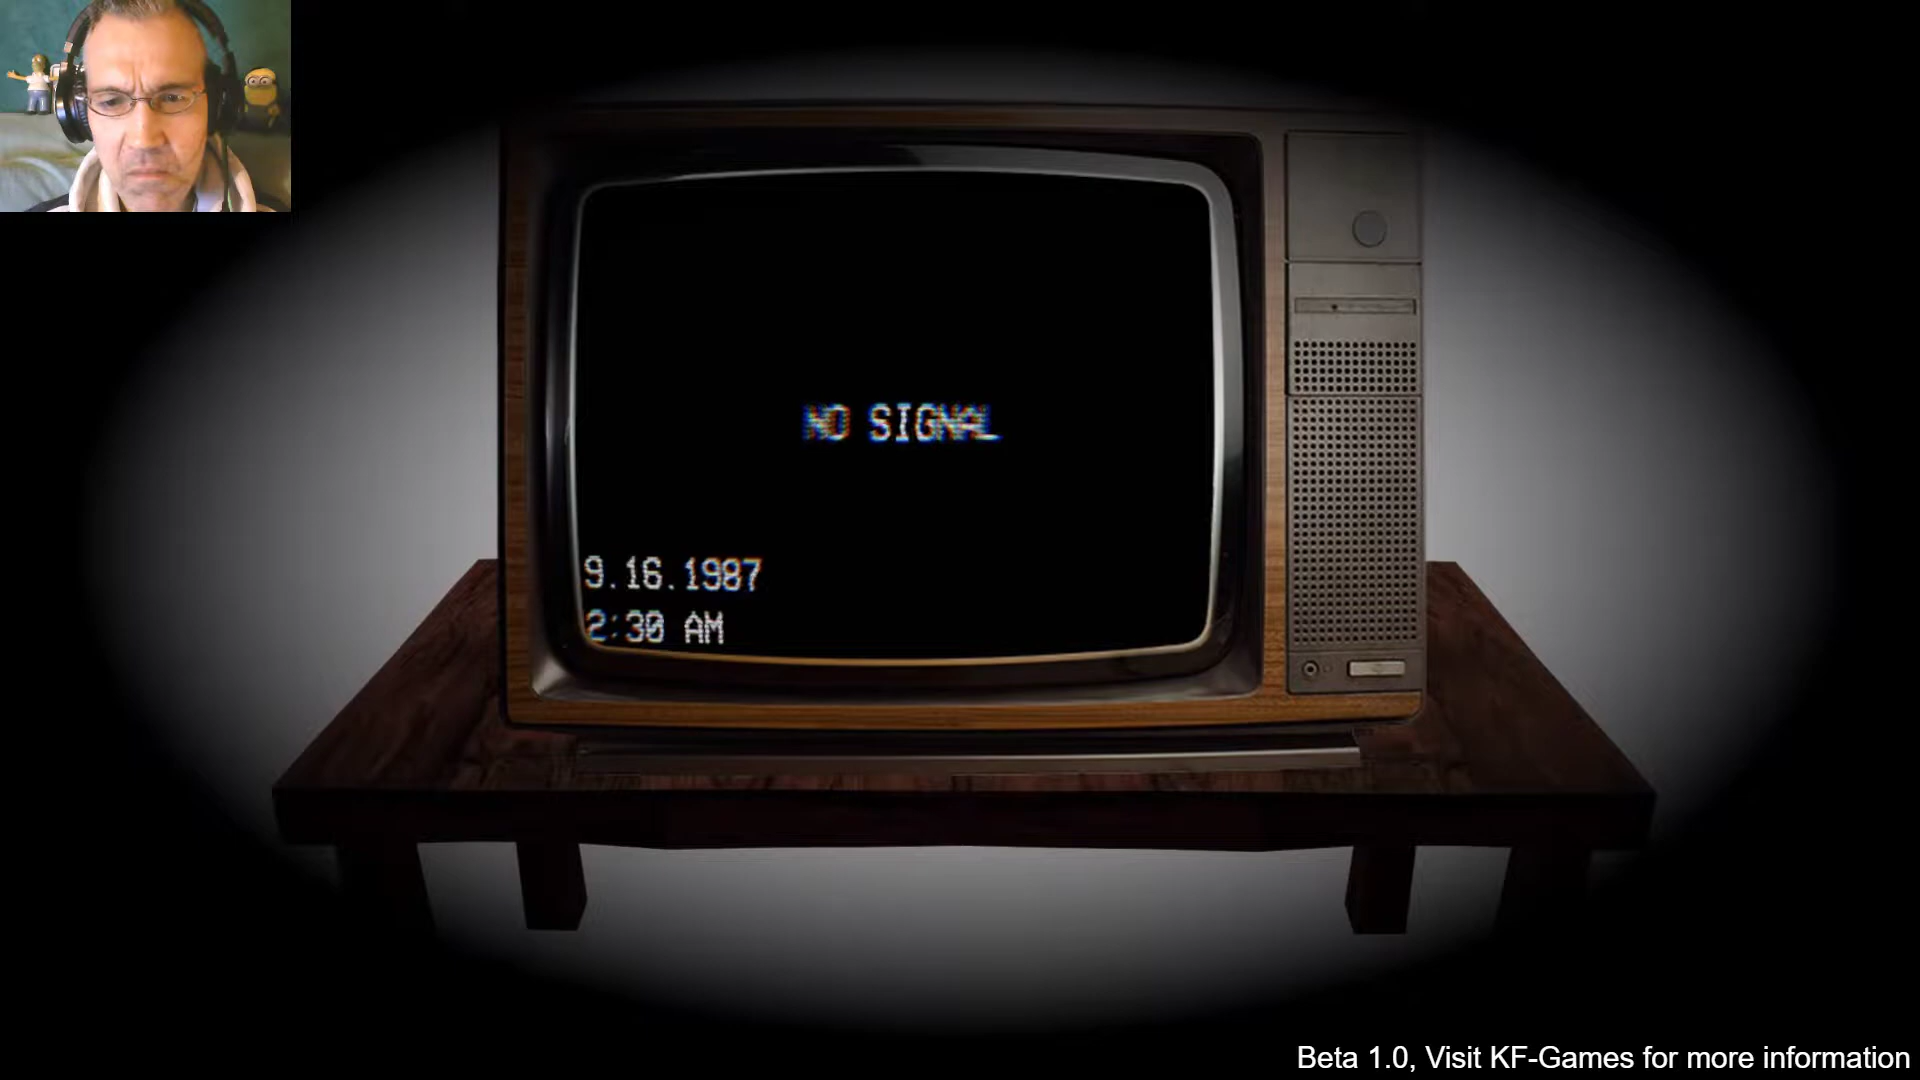 NO SIGNAL
9.16.1987
2:30 AM
Beta 1.0, Visit KF-Games for more information